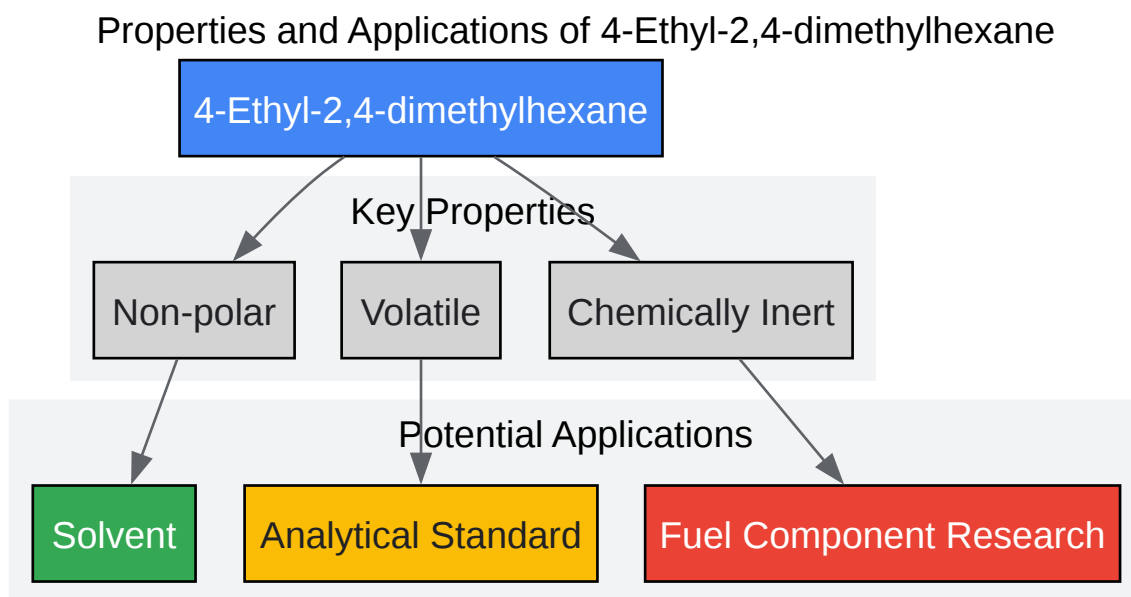 Properties and Applications of 4-Ethyl-2,4-dimethylhexane
4-Ethyl-2,4-dimethylhexane
Key Properties
Non-polar
Volatile
Chemically Inert
Potential Applications
Solvent
Analytical Standard
Fuel Component Research